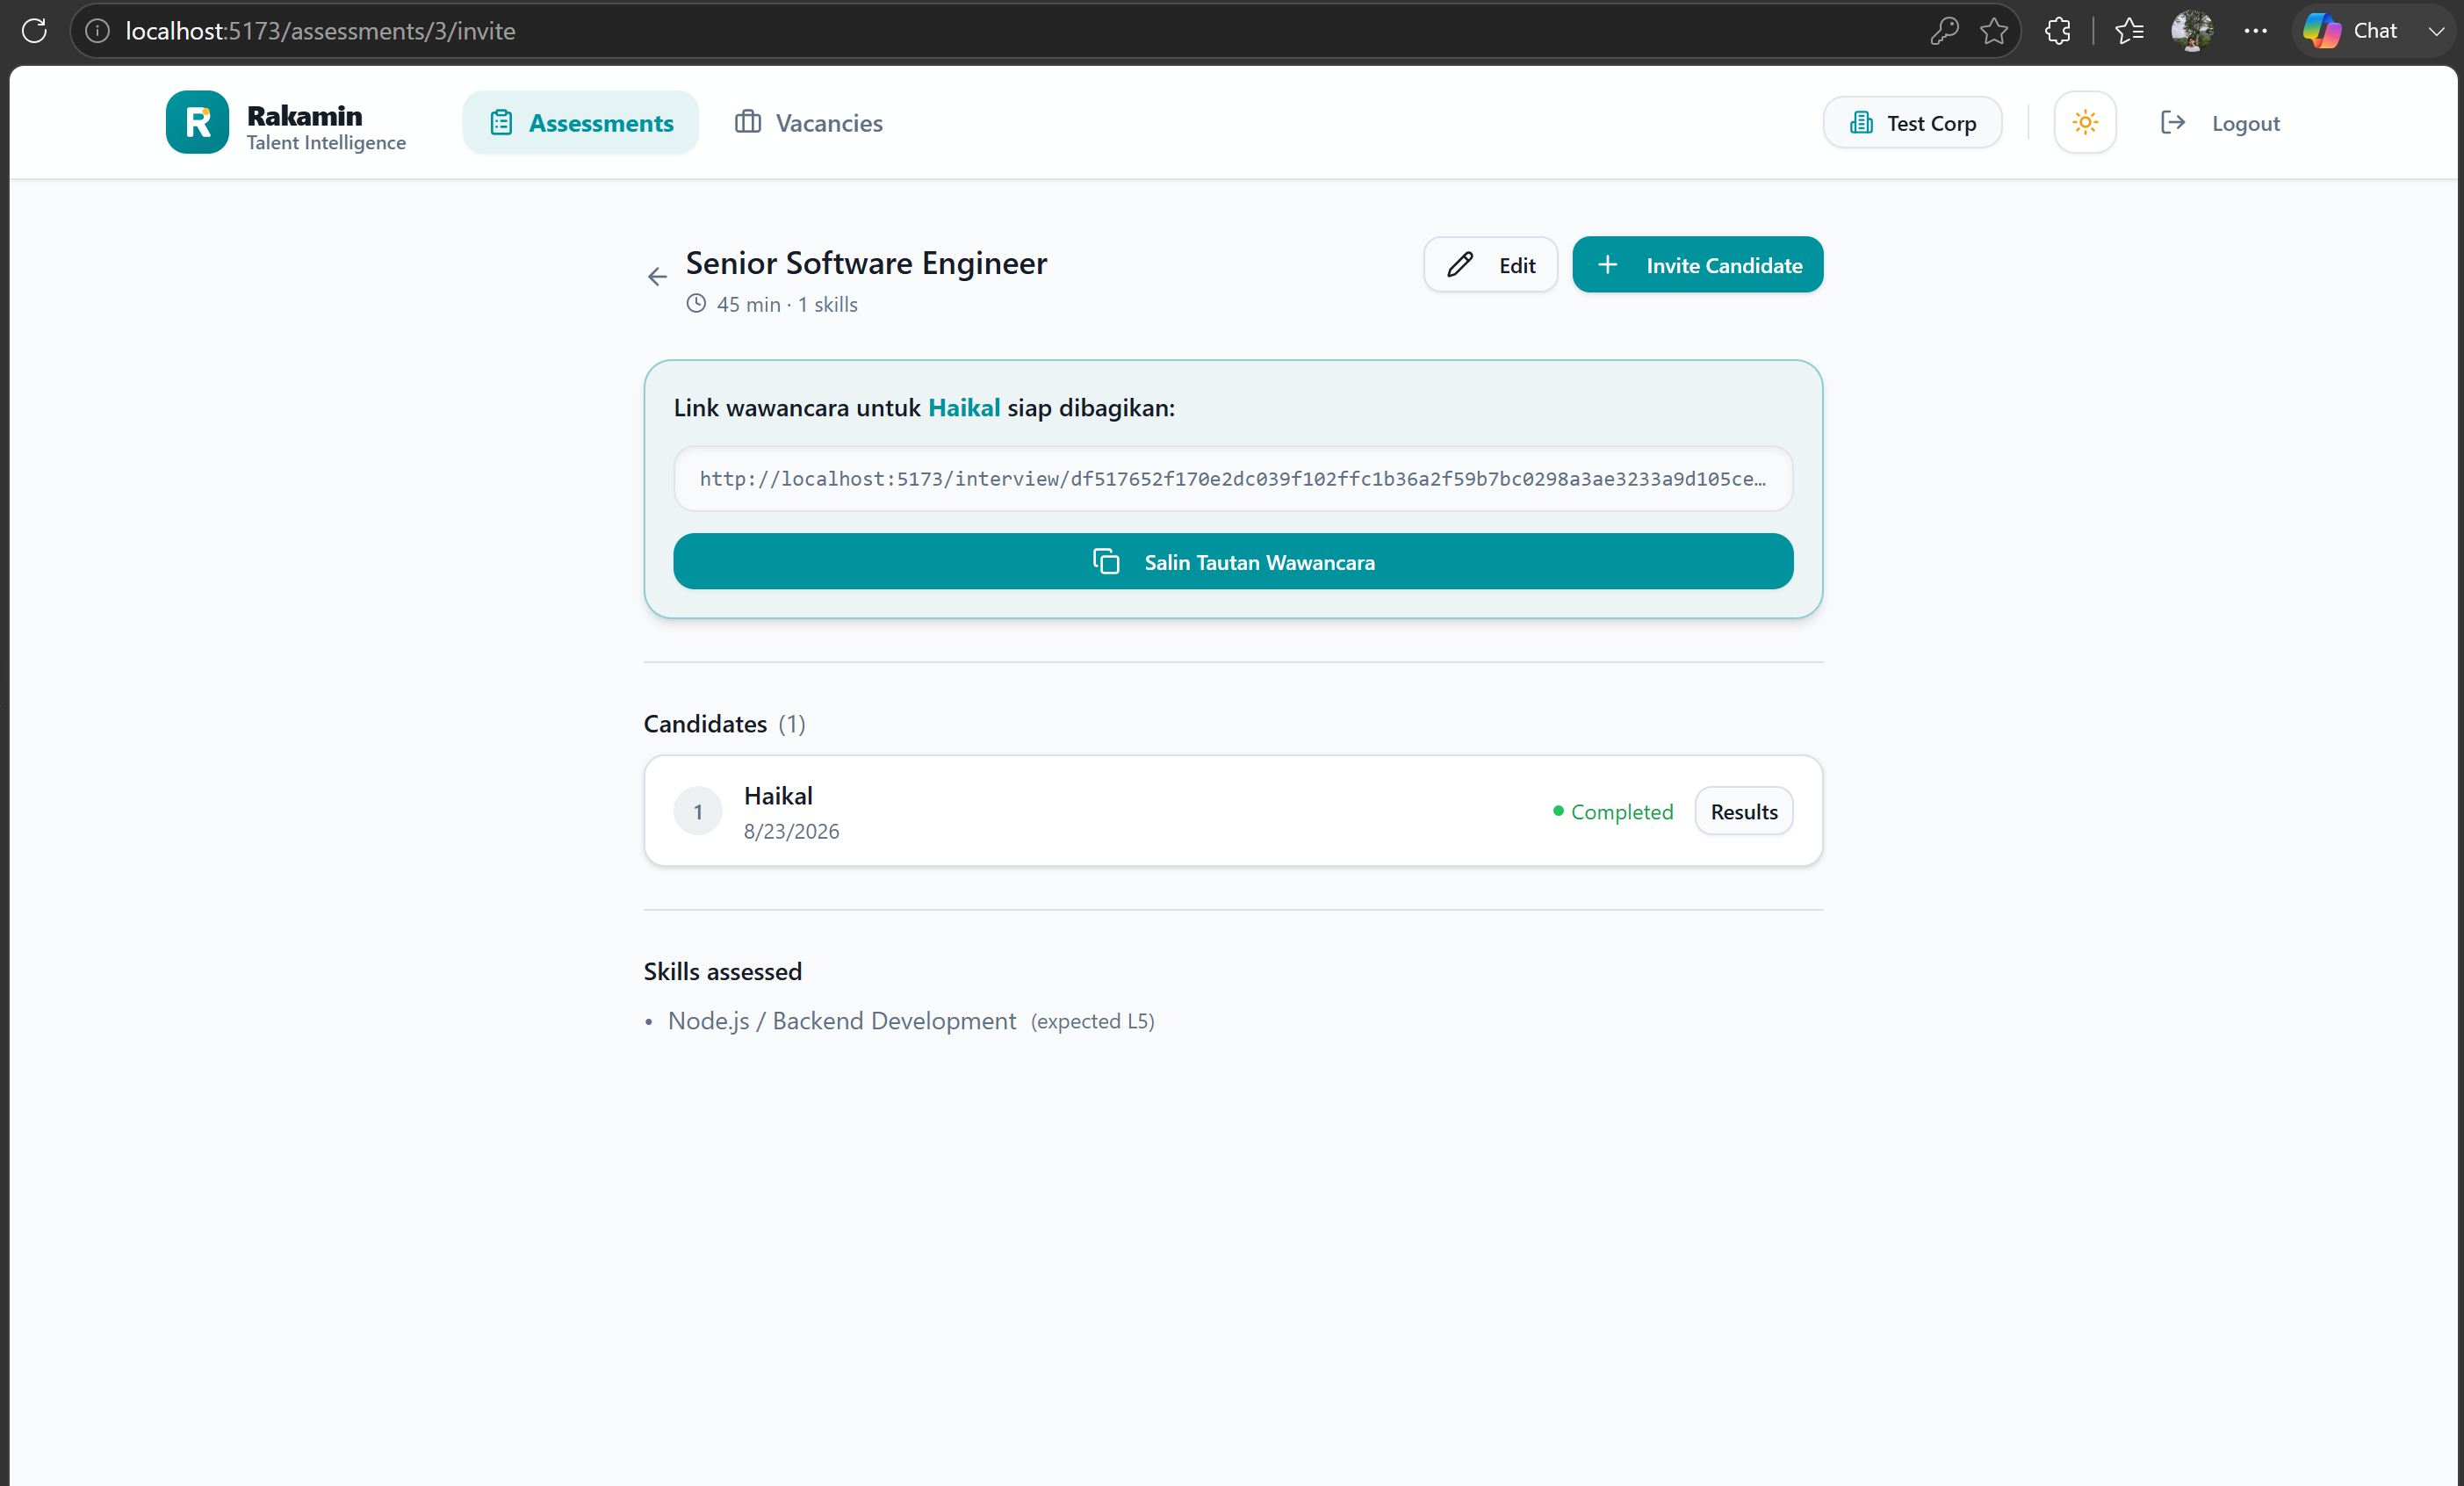 localhost:5173/assessments/3/invite
Chat
R
Rakamin
Talent Intelligence
Assessments
Vacancies
Test Corp
Logout
Senior Software Engineer
45 min · 1 skills
Edit
Invite Candidate
Link wawancara untuk Haikal siap dibagikan:
http://localhost:5173/interview/df517652f170e2dc039f102ffc1b36a2f59b7bc0298a3ae3233a9d105ce…
Salin Tautan Wawancara
Candidates (1)
1
Haikal
8/23/2026
Completed
Results
Skills assessed
• Node.js / Backend Development (expected L5)